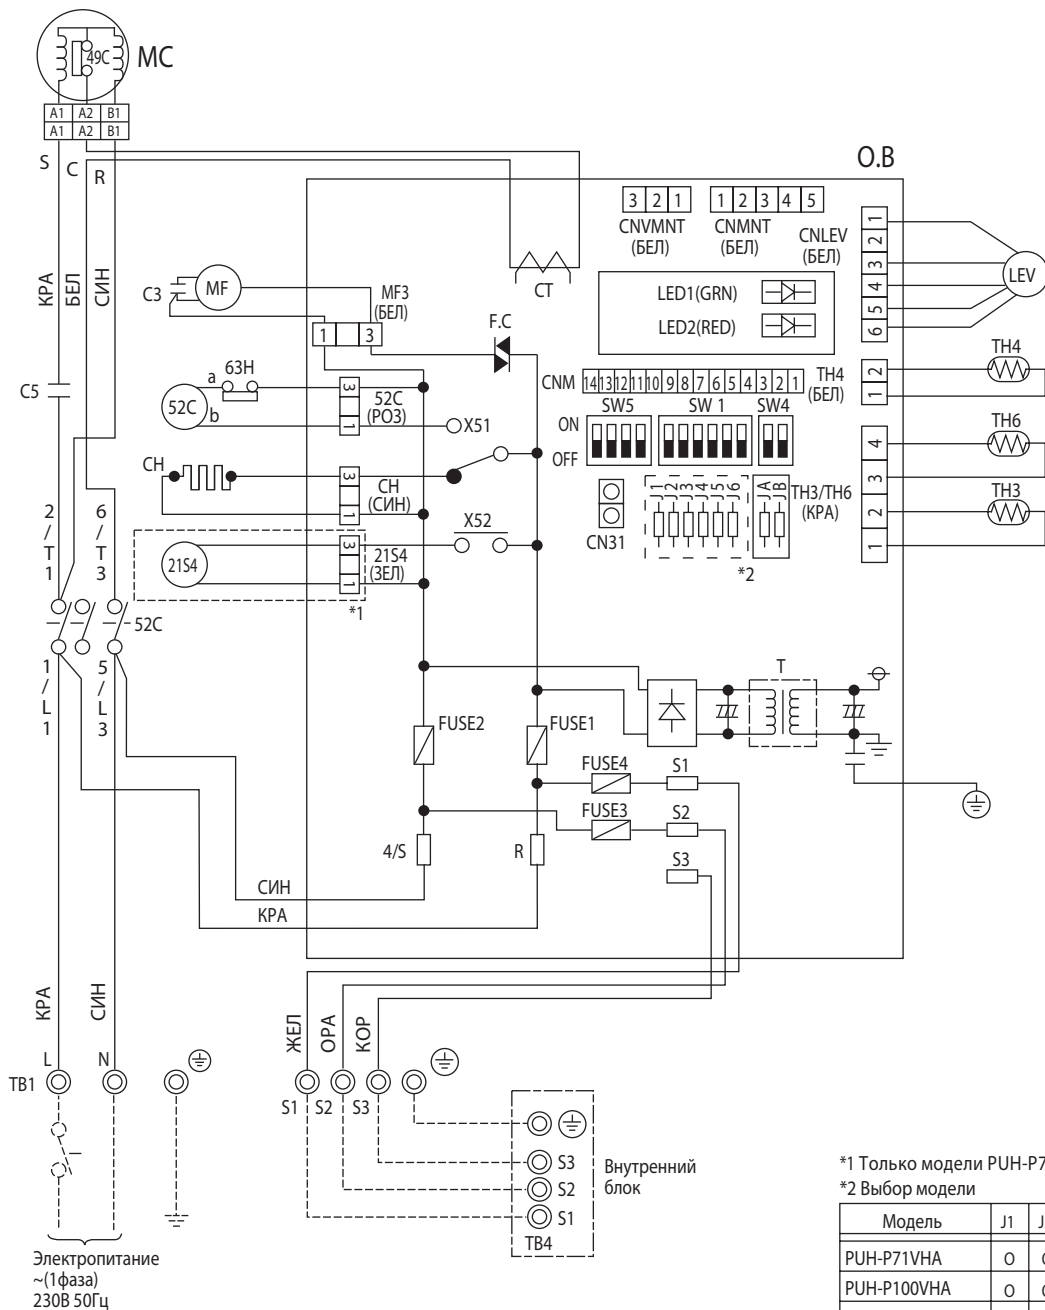 49C
MC
A1 A2 B1
A1 A2 B1
S C R
O.B
3 2 1
CNVMNT
(БЕЛ)
1 2 3 4 5
CNMNT
(БЕЛ)
CNLEV
(БЕЛ)
1
2
3
4
5
6
LEV
КРА
БЕЛ
СИН
C3
MF
MF3
(БЕЛ)
1 3
CT
LED1(GRN)
LED2(RED)
F.C
C5
63H
a
b
52C
3
1
52C
(РОЗ)
X51
CNM
14 13 12 11 10 9 8 7 6 5 4 3 2 1
TH4
(БЕЛ)
2
1
TH4
SW5
SW 1
SW4
ON
OFF
CH
3
1
CH
(СИН)
J1 J2 J3 J4 J5 J6
JA JB
TH3/TH6
(КРА)
4
3
2
1
TH6
TH3
CN31
*2
2/T1
6/T3
X52
21S4
3
1
21S4
(ЗЕЛ)
*1
52C
1/L1
5/L3
T
FUSE2
FUSE1
FUSE4
S1
FUSE3
S2
4/S
R
S3
СИН
КРА
КРА
СИН
ЖЕЛ
ОРА
КОР
L N
TB1
S1 S2 S3
S3
S2
S1
TB4
Внутренний
блок
Электропитание
~(1фаза)
230В 50Гц
*1 Только модели PUH-P7
*2 Выбор модели
Модель J1
PUH-P71VHA O
PUH-P100VHA O